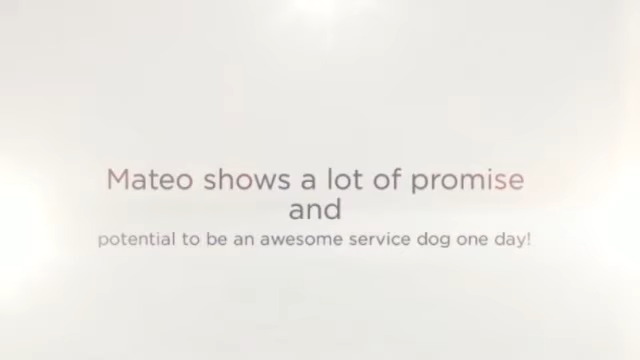 Mateo shows a lot of promise
and
potential to be an awesome service dog one day!